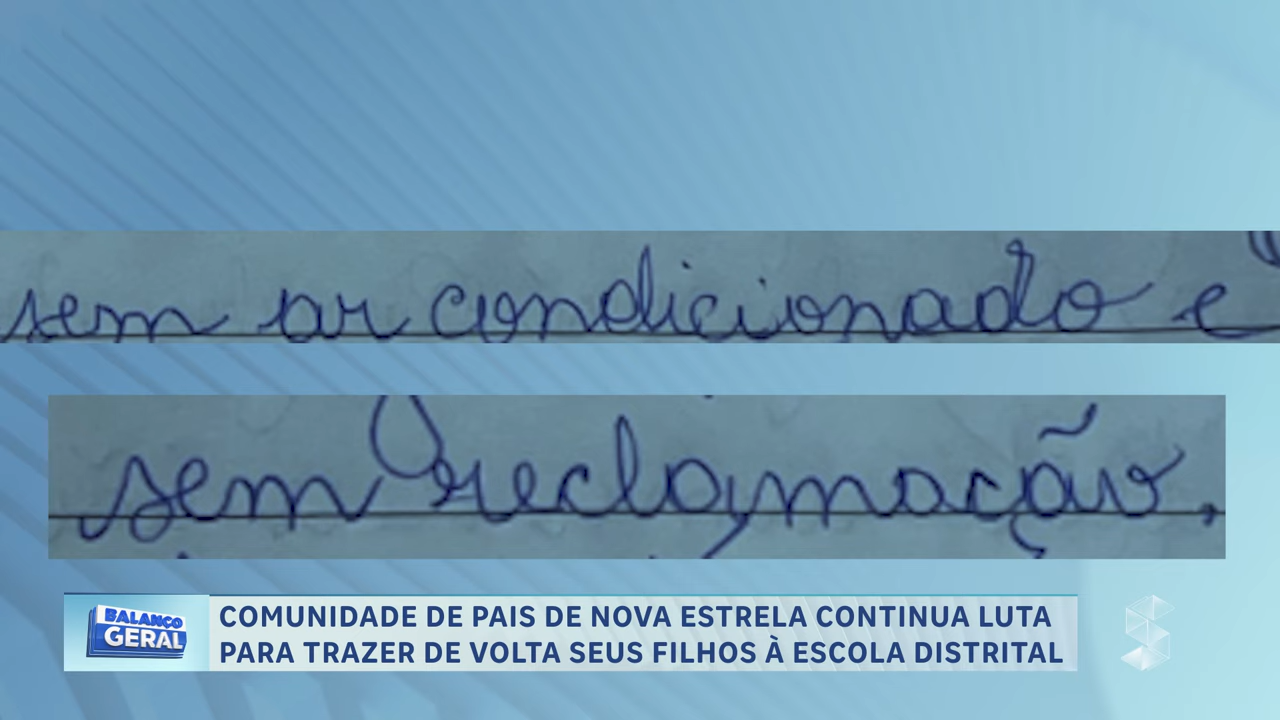 sem ar condicionado e
sem reclamação,
BALANÇO
GERAL
COMUNIDADE DE PAIS DE NOVA ESTRELA CONTINUA LUTA
PARA TRAZER DE VOLTA SEUS FILHOS À ESCOLA DISTRITAL